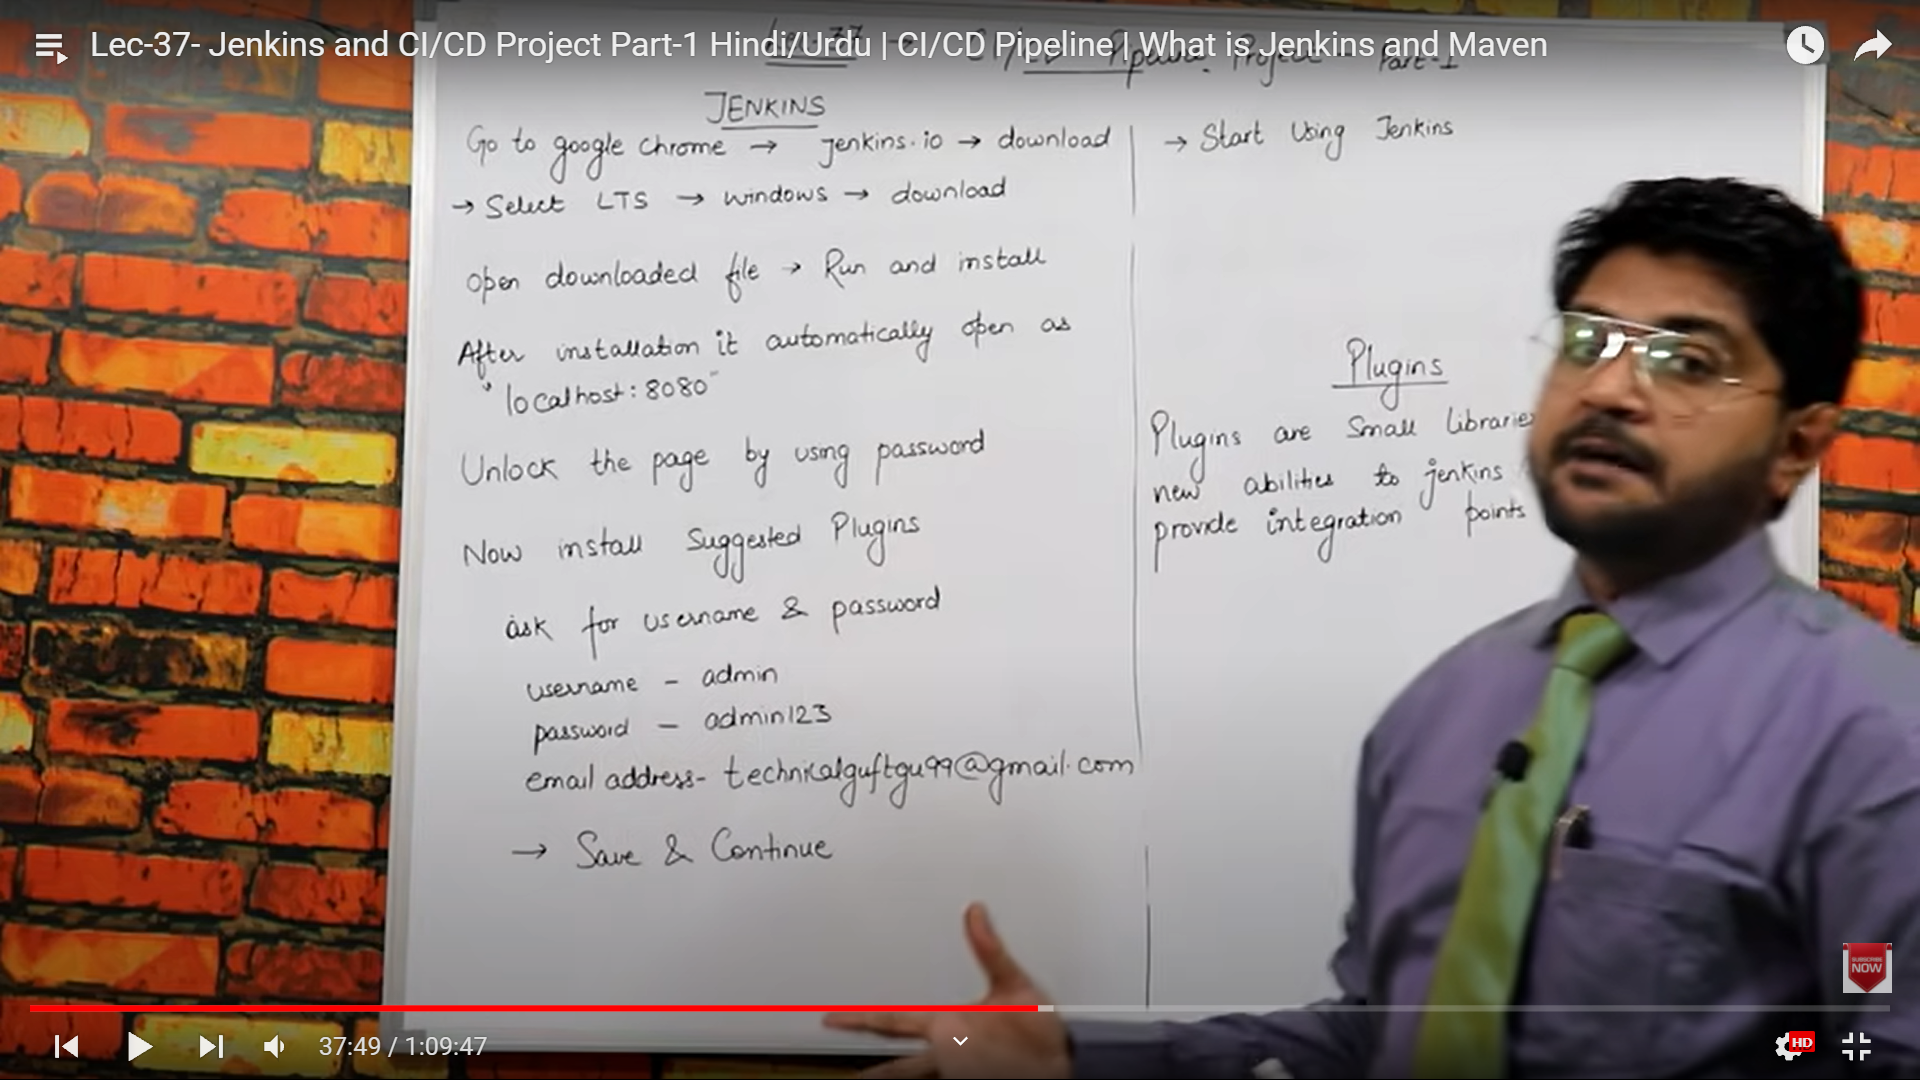 Lec-37- Jenkins and CI/CD Project Part-1 Hindi/Urdu | CI/CD Pipeline | What is Jenkins and Maven
Project - Part-1
JENKINS
Go to google chrome → jenkins.io → download
→ Select LTS → windows → download
open downloaded file → Run and install
After installation it automatically open as
"localhost:8080"
Unlock the page by using password
Now install Suggested Plugins
ask for username & password
username - admin
password - admin123
email address- technicalguftgu99@gmail.com
→ Save & Continue
→ Start Using Jenkins
Plugins
Plugins are Small libraries
new abilities to jenkins
provide integration points
SUBSCRIBE
NOW
37:49 / 1:09:47
HD